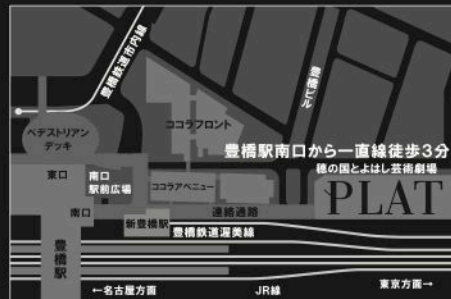 豊橋鉄道市内線
豊橋ビル
ココラフロント
ペデストリアン
デッキ
豊橋駅南口から一直線徒歩3分
穂の国とよはし芸術劇場
PLAT
東口
南口
駅前広場
ココラアベニュー
南口
連絡通路
新豊橋駅
豊橋鉄道渥美線
豊橋駅
←名古屋方面
JR線
東京方面→